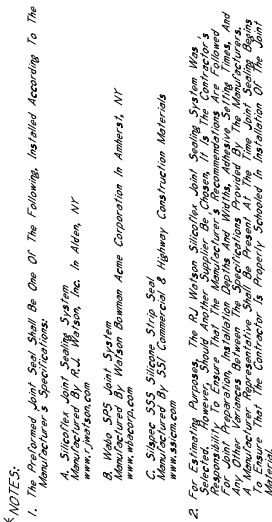 * NOTES:
1. The Preformed Joint Seal Shall Be One Of The Following, Installed According To The
Manufacturer's Specifications:
A. Silicoflex Joint Sealing System
Manufactured By R.J. Watson, Inc. In Alden, NY
www.rjwatson.com
B. Wabo SPS Joint System
Manufactured By Watson Bowman Acme Corporation In Amherst, NY
www.wbacorp.com
C. Silspec SSS Silicone Strip Seal
Manufactured By SSI Commercial & Highway Construction Materials
www.ssicm.com
2. For Estimating Purposes, The RJ Watson Silicoflex Joint Sealing System Was
Selected. However, Should Another Supplier Be Chosen, It Is The Contractor's
Responsibility To Ensure That The Manufacturer's Recommendations Are Followed
Any Joint Preparation, Installation Depths And Widths, Adhesive Setting Times, And
Any Other Variances Between The Specifications Provided By The Manufacturers.
A Manufacturer Representative Shall Be Present At The Time Joint Sealing Begins
To Ensure That The Contractor Is Properly Schooled In Installation Of The Joint
Material.